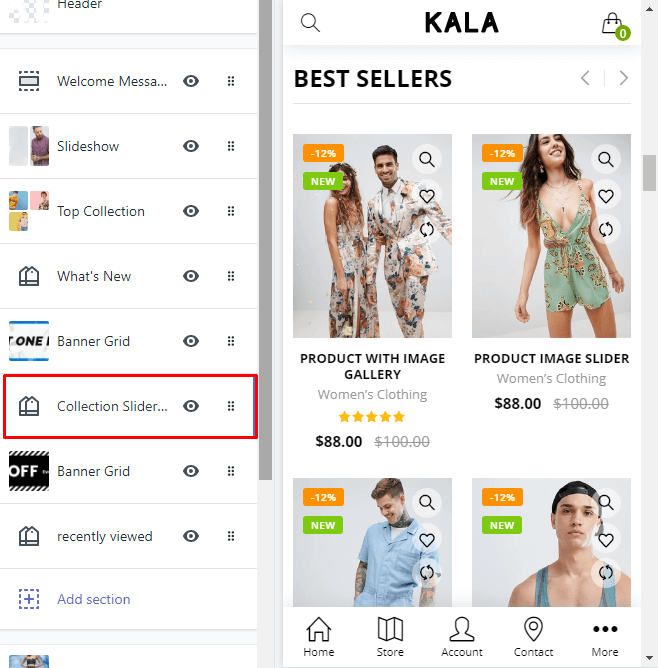 Header
Welcome Messa...
Slideshow
Top Collection
What's New
Banner Grid
Collection Slider...
Banner Grid
OFF
recently viewed
Add section
KALA
0
BEST SELLERS
-12%
NEW
-12%
NEW
PRODUCT WITH IMAGE
GALLERY
Women's Clothing
$88.00 $100.00
PRODUCT IMAGE SLIDER
Women's Clothing
$88.00 $100.00
-12%
NEW
-12%
NEW
Home
Store
Account
Contact
More